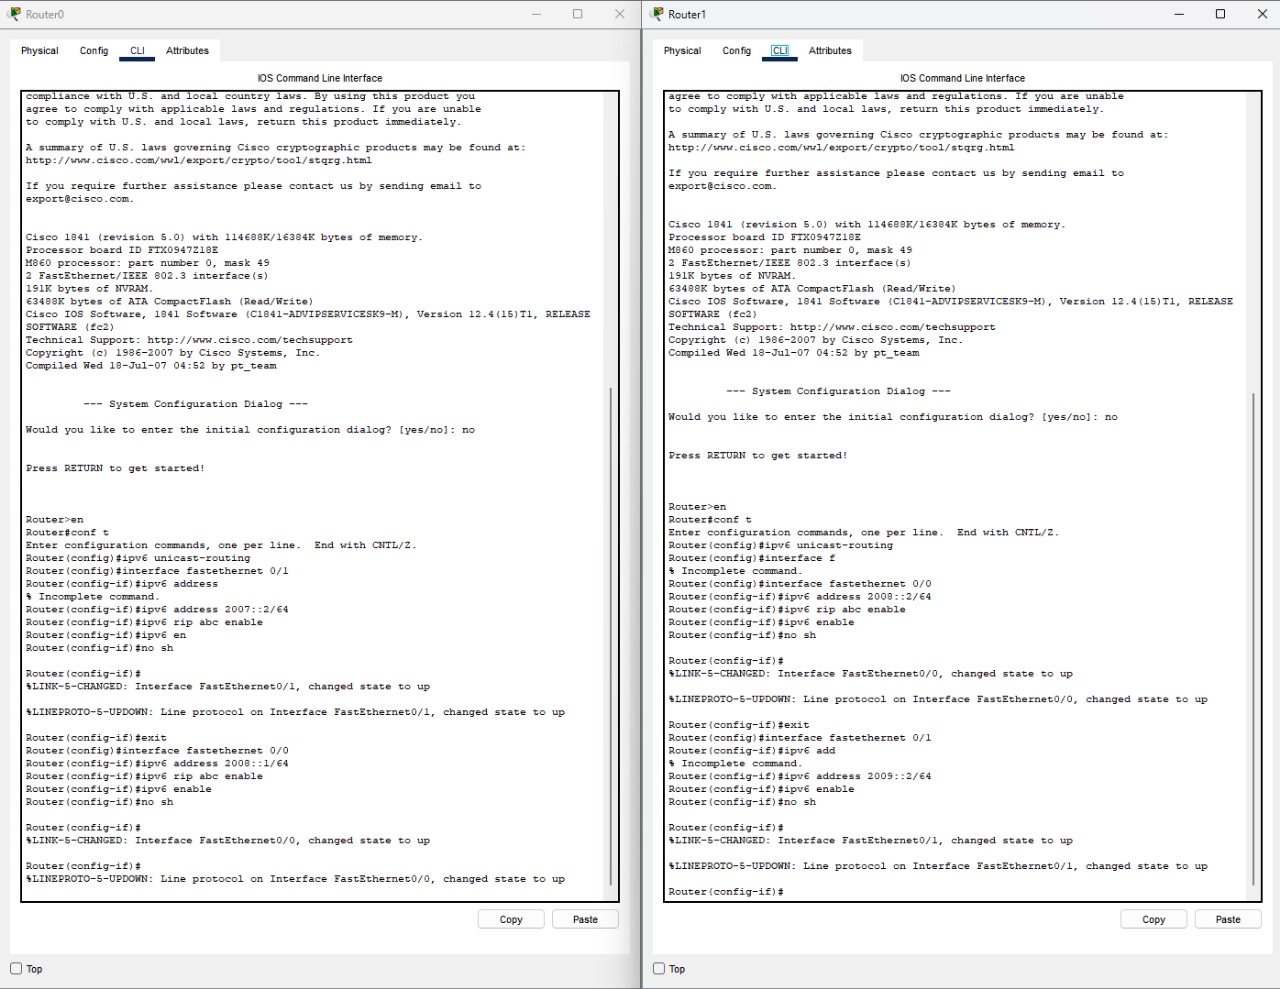 Router0
Physical Config CLI Attributes
IOS Command Line Interface
compliance with U.S. and local country laws. By using this product you
agree to comply with applicable laws and regulations. If you are unable
to comply with U.S. and local laws, return this product immediately.
A summary of U.S. laws governing Cisco cryptographic products may be found at:
http://www.cisco.com/wwl/export/crypto/tool/stqrg.html
If you require further assistance please contact us by sending email to
export@cisco.com.
Cisco 1841 (revision 5.0) with 114688K/16384K bytes of memory.
Processor board ID FTX0947Z18E
M860 processor: part number 0, mask 49
2 FastEthernet/IEEE 802.3 interface(s)
191K bytes of NVRAM.
63488K bytes of ATA CompactFlash (Read/Write)
Cisco IOS Software, 1841 Software (C1841-ADVIPSERVICESK9-M), Version 12.4(15)T1, RELEASE
SOFTWARE (fc2)
Technical Support: http://www.cisco.com/techsupport
Copyright (c) 1986-2007 by Cisco Systems, Inc.
Compiled Wed 18-Jul-07 04:52 by pt_team
--- System Configuration Dialog ---
Would you like to enter the initial configuration dialog? [yes/no]: no
Press RETURN to get started!
Router>en
Router#conf t
Enter configuration commands, one per line.  End with CNTL/Z.
Router(config)#ipv6 unicast-routing
Router(config)#interface fastethernet 0/1
Router(config-if)#ipv6 address
% Incomplete command.
Router(config-if)#ipv6 address 2007::2/64
Router(config-if)#ipv6 rip abc enable
Router(config-if)#ipv6 en
Router(config-if)#no sh
Router(config-if)#
%LINK-5-CHANGED: Interface FastEthernet0/1, changed state to up
%LINEPROTO-5-UPDOWN: Line protocol on Interface FastEthernet0/1, changed state to up
Router(config-if)#exit
Router(config)#interface fastethernet 0/0
Router(config-if)#ipv6 address 2008::1/64
Router(config-if)#ipv6 rip abc enable
Router(config-if)#ipv6 enable
Router(config-if)#no sh
Router(config-if)#
%LINK-5-CHANGED: Interface FastEthernet0/0, changed state to up
Router(config-if)#
%LINEPROTO-5-UPDOWN: Line protocol on Interface FastEthernet0/0, changed state to up
Copy Paste
Top
Router1
Physical Config CLI Attributes
IOS Command Line Interface
agree to comply with applicable laws and regulations. If you are unable
to comply with U.S. and local laws, return this product immediately.
A summary of U.S. laws governing Cisco cryptographic products may be found at:
http://www.cisco.com/wwl/export/crypto/tool/stqrg.html
If you require further assistance please contact us by sending email to
export@cisco.com.
Cisco 1841 (revision 5.0) with 114688K/16384K bytes of memory.
Processor board ID FTX0947Z18E
M860 processor: part number 0, mask 49
2 FastEthernet/IEEE 802.3 interface(s)
191K bytes of NVRAM.
63488K bytes of ATA CompactFlash (Read/Write)
Cisco IOS Software, 1841 Software (C1841-ADVIPSERVICESK9-M), Version 12.4(15)T1, RELEASE
SOFTWARE (fc2)
Technical Support: http://www.cisco.com/techsupport
Copyright (c) 1986-2007 by Cisco Systems, Inc.
Compiled Wed 18-Jul-07 04:52 by pt_team
--- System Configuration Dialog ---
Would you like to enter the initial configuration dialog? [yes/no]: no
Press RETURN to get started!
Router>en
Router#conf t
Enter configuration commands, one per line.  End with CNTL/Z.
Router(config)#ipv6 unicast-routing
Router(config)#interface f
% Incomplete command.
Router(config)#interface fastethernet 0/0
Router(config-if)#ipv6 address 2008::2/64
Router(config-if)#ipv6 rip abc enable
Router(config-if)#ipv6 enable
Router(config-if)#no sh
Router(config-if)#
%LINK-5-CHANGED: Interface FastEthernet0/0, changed state to up
%LINEPROTO-5-UPDOWN: Line protocol on Interface FastEthernet0/0, changed state to up
Router(config-if)#exit
Router(config)#interface fastethernet 0/1
Router(config-if)#ipv6 add
% Incomplete command.
Router(config-if)#ipv6 address 2009::2/64
Router(config-if)#ipv6 enable
Router(config-if)#no sh
Router(config-if)#
%LINK-5-CHANGED: Interface FastEthernet0/1, changed state to up
%LINEPROTO-5-UPDOWN: Line protocol on Interface FastEthernet0/1, changed state to up
Router(config-if)#
Copy Paste
Top